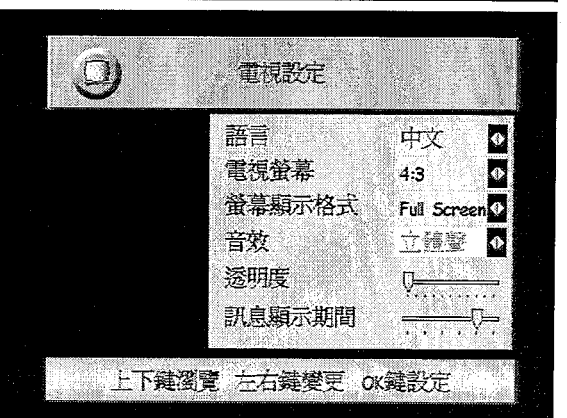 電視設定
語言 中文
電視螢幕 4:3
螢幕顯示格式 Full Screen
音效 立體聲
透明度
訊息顯示期間
上下鍵瀏覽 左右鍵變更 OK鍵設定